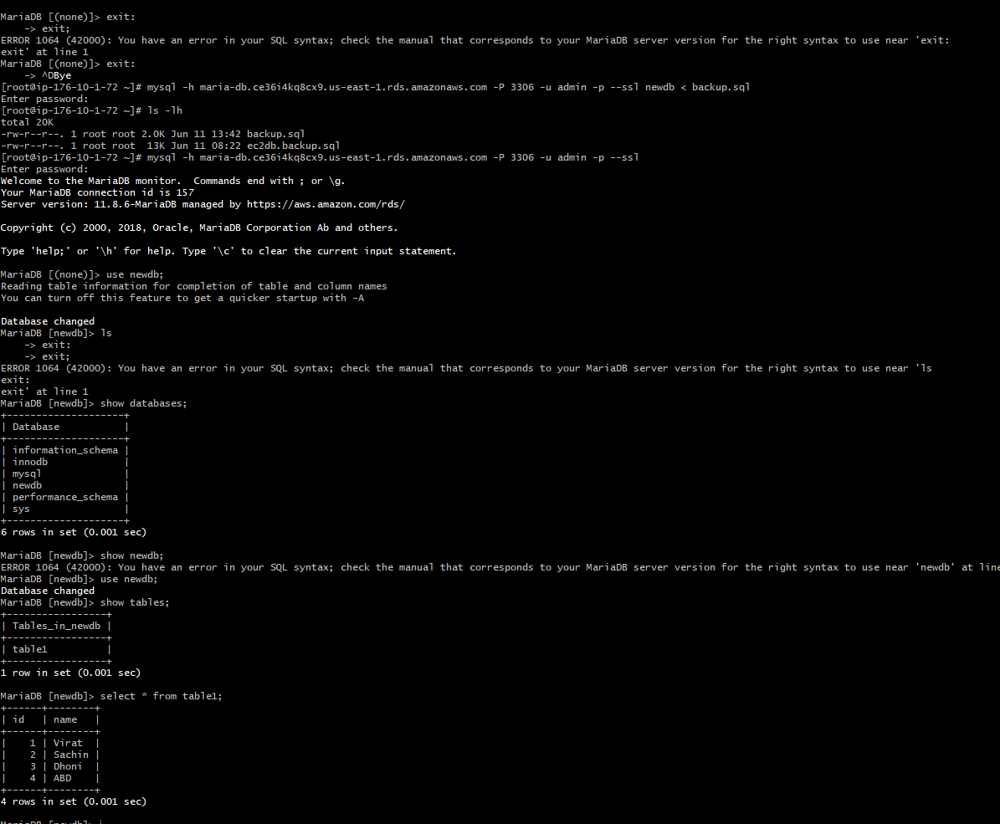 MariaDB [(none)]> exit:
    -> exit;
ERROR 1064 (42000): You have an error in your SQL syntax; check the manual that corresponds to your MariaDB server version for the right syntax to use near 'exit:
exit' at line 1
MariaDB [(none)]> exit:
    -> ^DBye
[root@ip-176-10-1-72 ~]# mysql -h maria-db.ce36i4kq8cx9.us-east-1.rds.amazonaws.com -P 3306 -u admin -p --ssl newdb < backup.sql
Enter password:
[root@ip-176-10-1-72 ~]# ls -lh
total 20K
-rw-r--r--. 1 root root 2.0K Jun 11 13:42 backup.sql
-rw-r--r--. 1 root root  13K Jun 11 08:22 ec2db.backup.sql
[root@ip-176-10-1-72 ~]# mysql -h maria-db.ce36i4kq8cx9.us-east-1.rds.amazonaws.com -P 3306 -u admin -p --ssl
Enter password:
Welcome to the MariaDB monitor.  Commands end with ; or \g.
Your MariaDB connection id is 157
Server version: 11.8.6-MariaDB managed by https://aws.amazon.com/rds/

Copyright (c) 2000, 2018, Oracle, MariaDB Corporation Ab and others.

Type 'help;' or '\h' for help. Type '\c' to clear the current input statement.

MariaDB [(none)]> use newdb;
Reading table information for completion of table and column names
You can turn off this feature to get a quicker startup with -A

Database changed
MariaDB [newdb]> ls
    -> exit:
    -> exit;
ERROR 1064 (42000): You have an error in your SQL syntax; check the manual that corresponds to your MariaDB server version for the right syntax to use near 'ls
exit:
exit' at line 1
MariaDB [newdb]> show databases;
+--------------------+
| Database           |
+--------------------+
| information_schema |
| innodb             |
| mysql              |
| newdb              |
| performance_schema |
| sys                |
+--------------------+
6 rows in set (0.001 sec)

MariaDB [newdb]> show newdb;
ERROR 1064 (42000): You have an error in your SQL syntax; check the manual that corresponds to your MariaDB server version for the right syntax to use near 'newdb' at line
MariaDB [newdb]> use newdb;
Database changed
MariaDB [newdb]> show tables;
+-----------------+
| Tables_in_newdb |
+-----------------+
| table1          |
+-----------------+
1 row in set (0.001 sec)

MariaDB [newdb]> select * from table1;
+------+--------+
| id   | name   |
+------+--------+
|    1 | Virat  |
|    2 | Sachin |
|    3 | Dhoni  |
|    4 | ABD    |
+------+--------+
4 rows in set (0.001 sec)

MariaDB [newdb]>